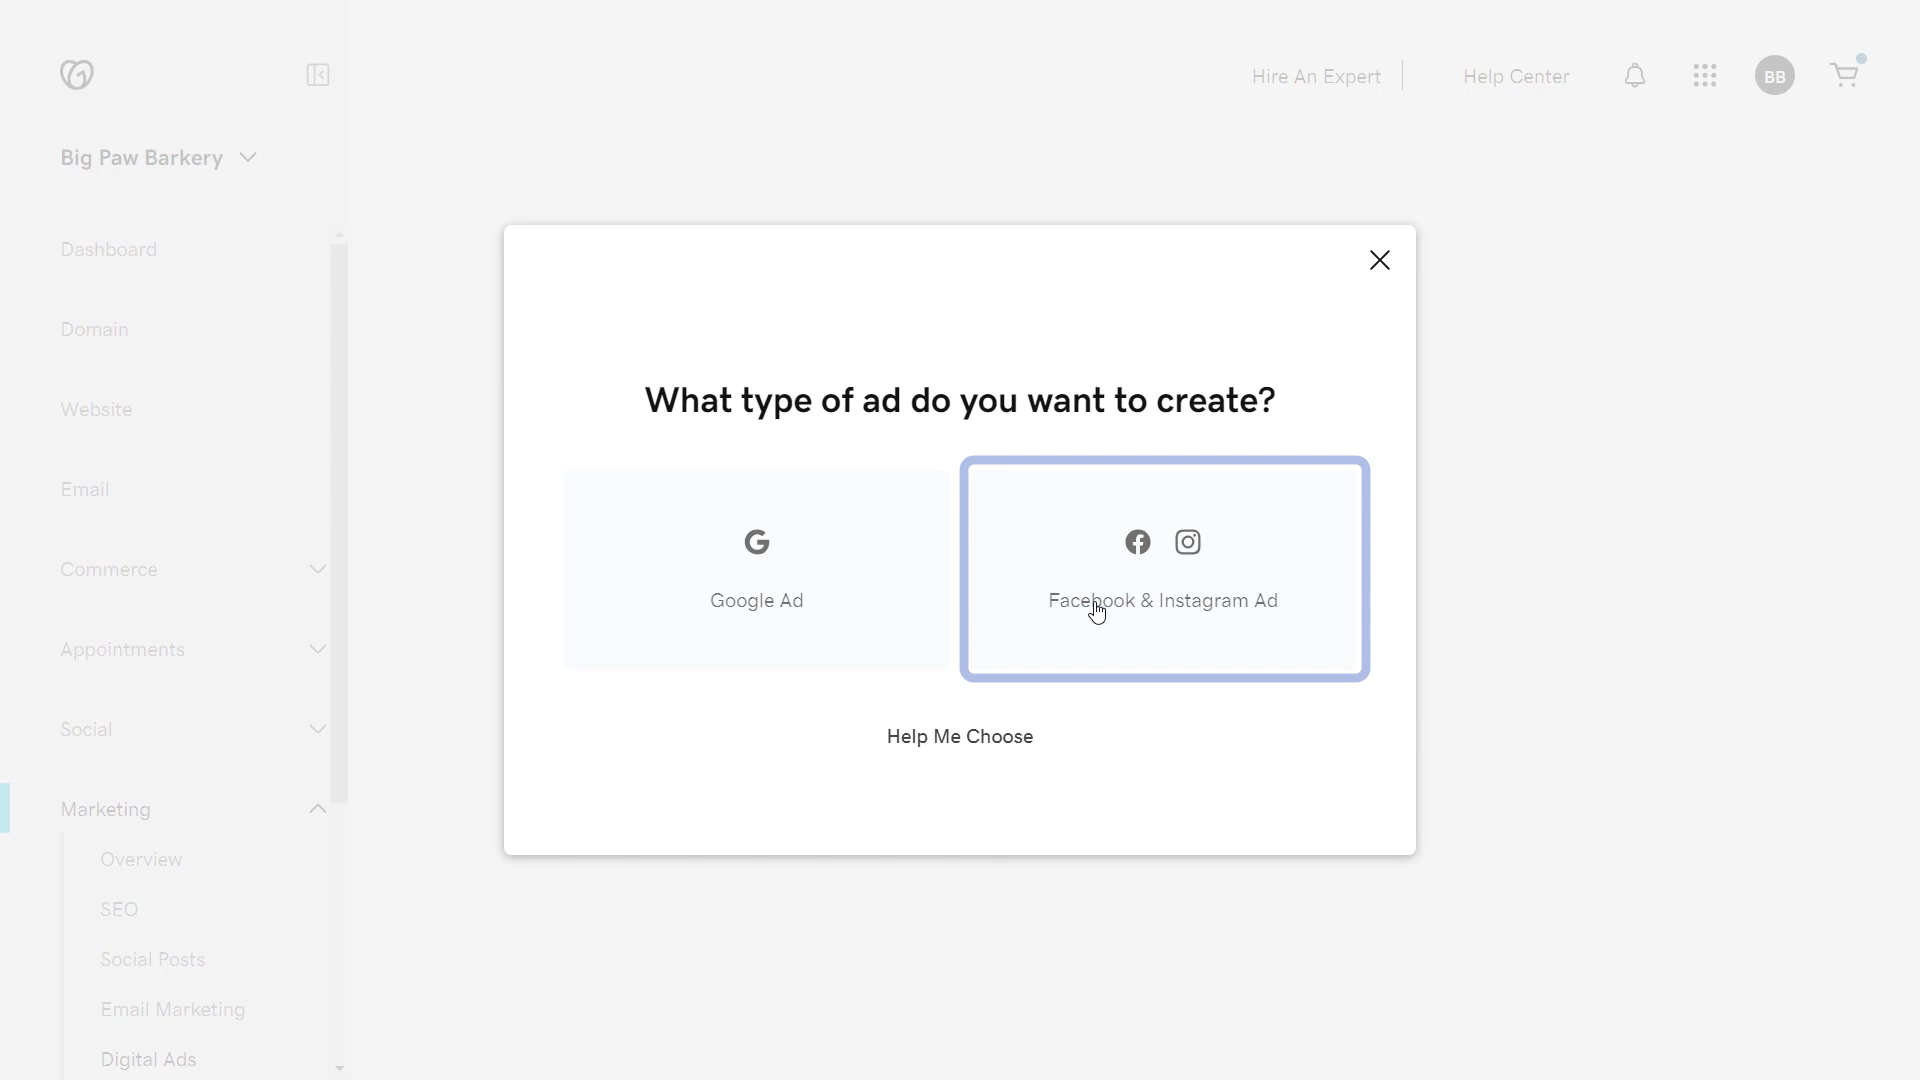 Hire An Expert
Help Center
BB
Big Paw Barkery
Dashboard
Domain
Website
Email
Commerce
Appointments
Social
Marketing
Overview
SEO
Social Posts
Email Marketing
Digital Ads
What type of ad do you want to create?
Google Ad
Facebook & Instagram Ad
Help Me Choose